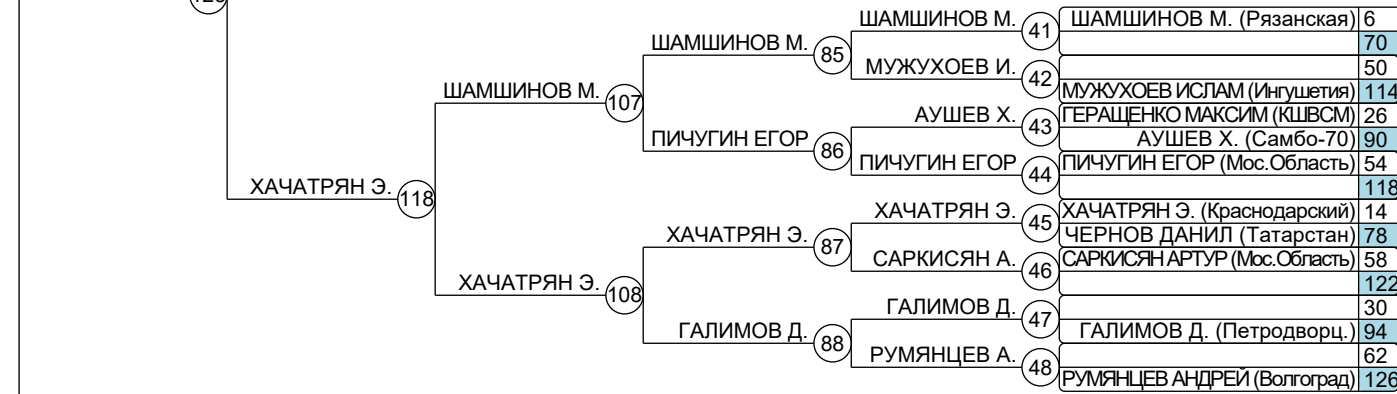 ШАМШИНОВ М. 41 ШАМШИНОВ М. (Рязанская) 6
ШАМШИНОВ М. 85 70
МУЖУХОЕВ И. 42 50
ШАМШИНОВ М. 107 МУЖУХОЕВ ИСЛАМ (Ингушетия) 114
АУШЕВ Х. 43 ГЕРАЩЕНКО МАКСИМ (КШВСМ) 26
ПИЧУГИН ЕГОР 86 АУШЕВ Х. (Самбо-70) 90
ПИЧУГИН ЕГОР 44 ПИЧУГИН ЕГОР (Мос.Область) 54
ХАЧАТРЯН Э. 118 118
ХАЧАТРЯН Э. 45 ХАЧАТРЯН Э. (Краснодарский) 14
ХАЧАТРЯН Э. 87 ЧЕРНОВ ДАНИЛ (Татарстан) 78
САРКИСЯН А. 46 САРКИСЯН АРТУР (Мос.Область) 58
ХАЧАТРЯН Э. 108 122
ГАЛИМОВ Д. 47 30
ГАЛИМОВ Д. 88 ГАЛИМОВ Д. (Петродворц.) 94
РУМЯНЦЕВ А. 48 62
РУМЯНЦЕВ АНДРЕЙ (Волгоград) 126